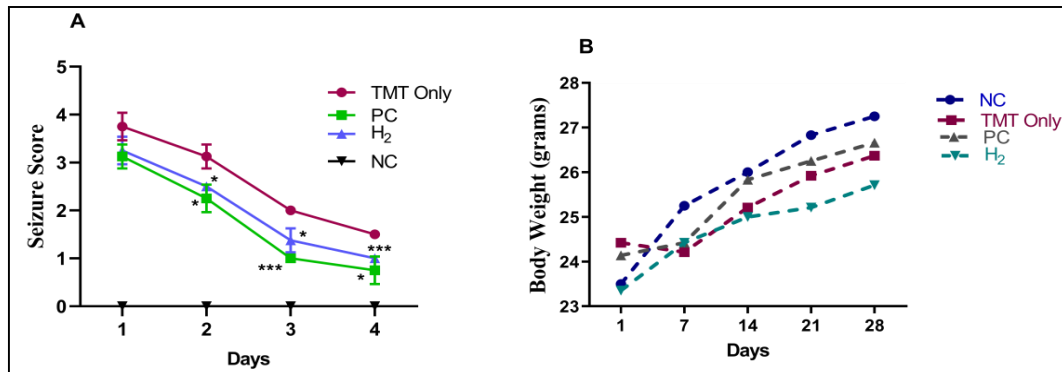 A
Seizure Score
5
4
3
2
1
0
TMT Only
PC
H₂
NC
*
*
*
***
***
*
1 2 3 4
Days
B
Body Weight (grams)
28
27
26
25
24
23
NC
TMT Only
PC
H₂
1 7 14 21 28
Days